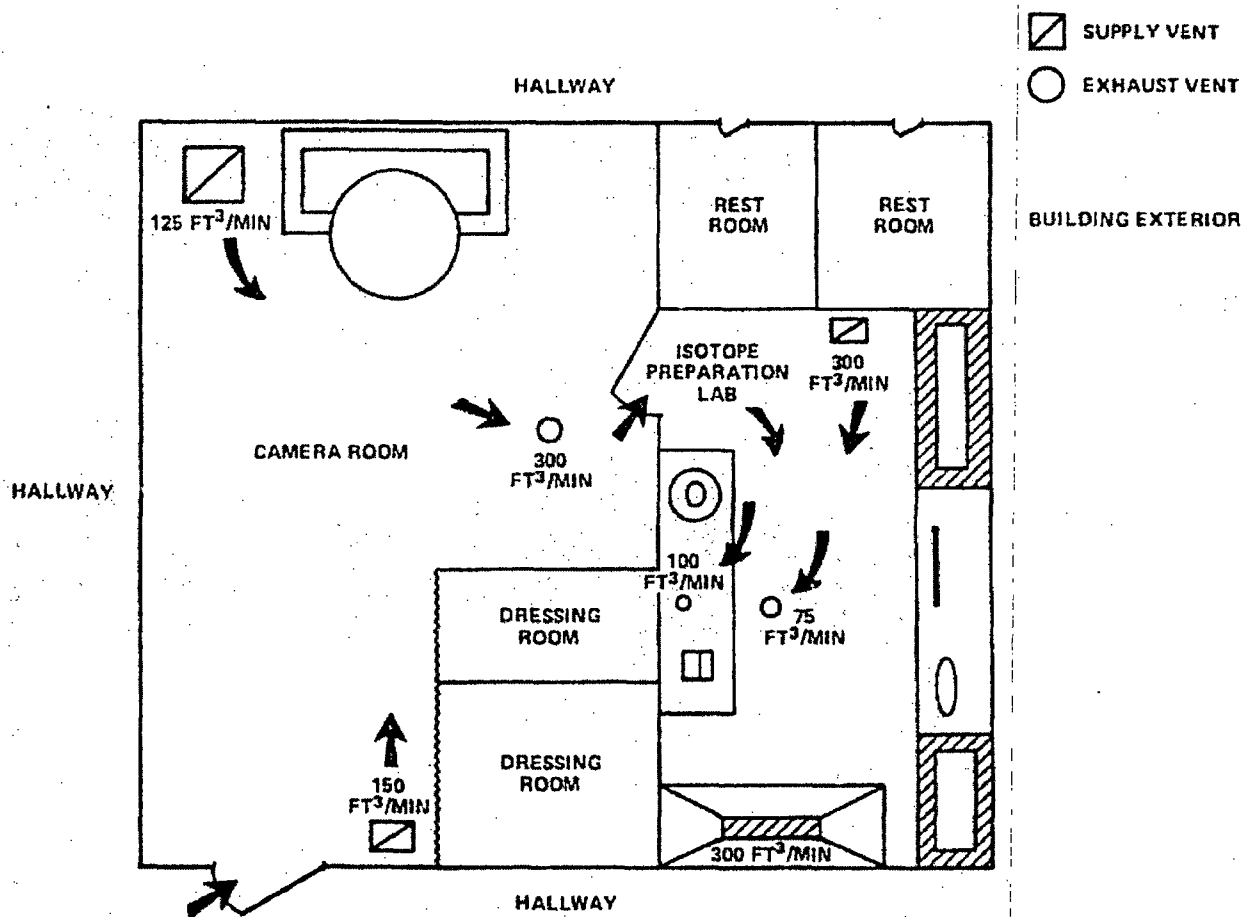 SUPPLY VENT
EXHAUST VENT
HALLWAY
125 FT³/MIN
REST
ROOM
REST
ROOM
BUILDING EXTERIOR
ISOTOPE
PREPARATION
LAB
300
FT³/MIN
CAMERA ROOM
300
FT³/MIN
HALLWAY
100
FT³/MIN
75
FT³/MIN
DRESSING
ROOM
DRESSING
ROOM
150
FT³/MIN
300 FT³/MIN
HALLWAY